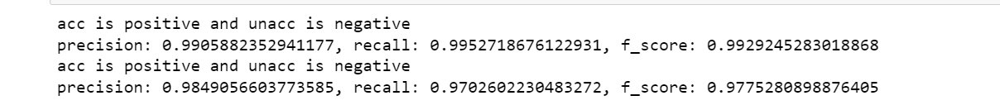 acc is positive and unacc is negative
precision: 0.9905882352941177, recall: 0.9952718676122931, f_score: 0.9929245283018868
acc is positive and unacc is negative
precision: 0.9849056603773585, recall: 0.9702602230483272, f_score: 0.9775280898876405